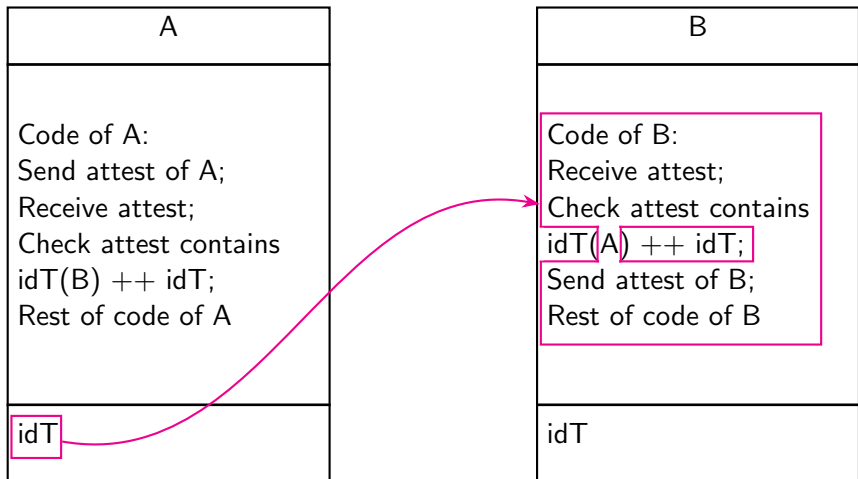 A
Code of A:
Send attest of A;
Receive attest;
Check attest contains
idT(B) ++ idT;
Rest of code of A
idT
B
Code of B:
Receive attest;
Check attest contains
idT(A) ++ idT;
Send attest of B;
Rest of code of B
idT